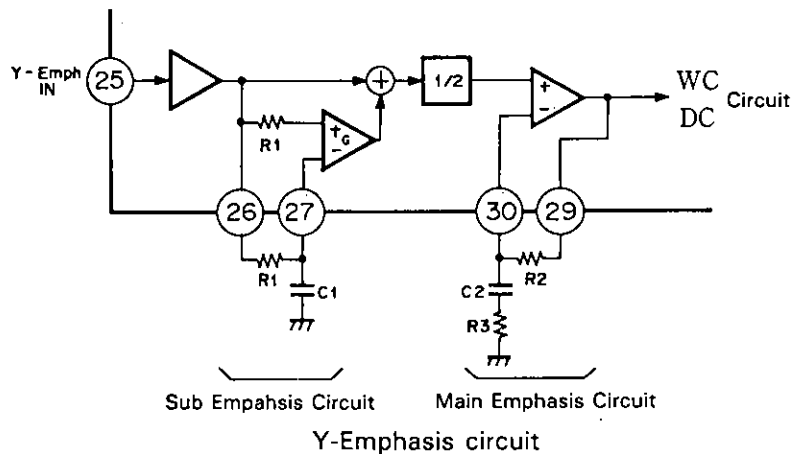 Y-Emph
IN
25
1/2
+
-
WC
DC
Circuit
R1
+
G
-
26
27
30
29
R1
C1
C2
R2
R3
Sub Empahsis Circuit
Main Emphasis Circuit
Y-Emphasis circuit